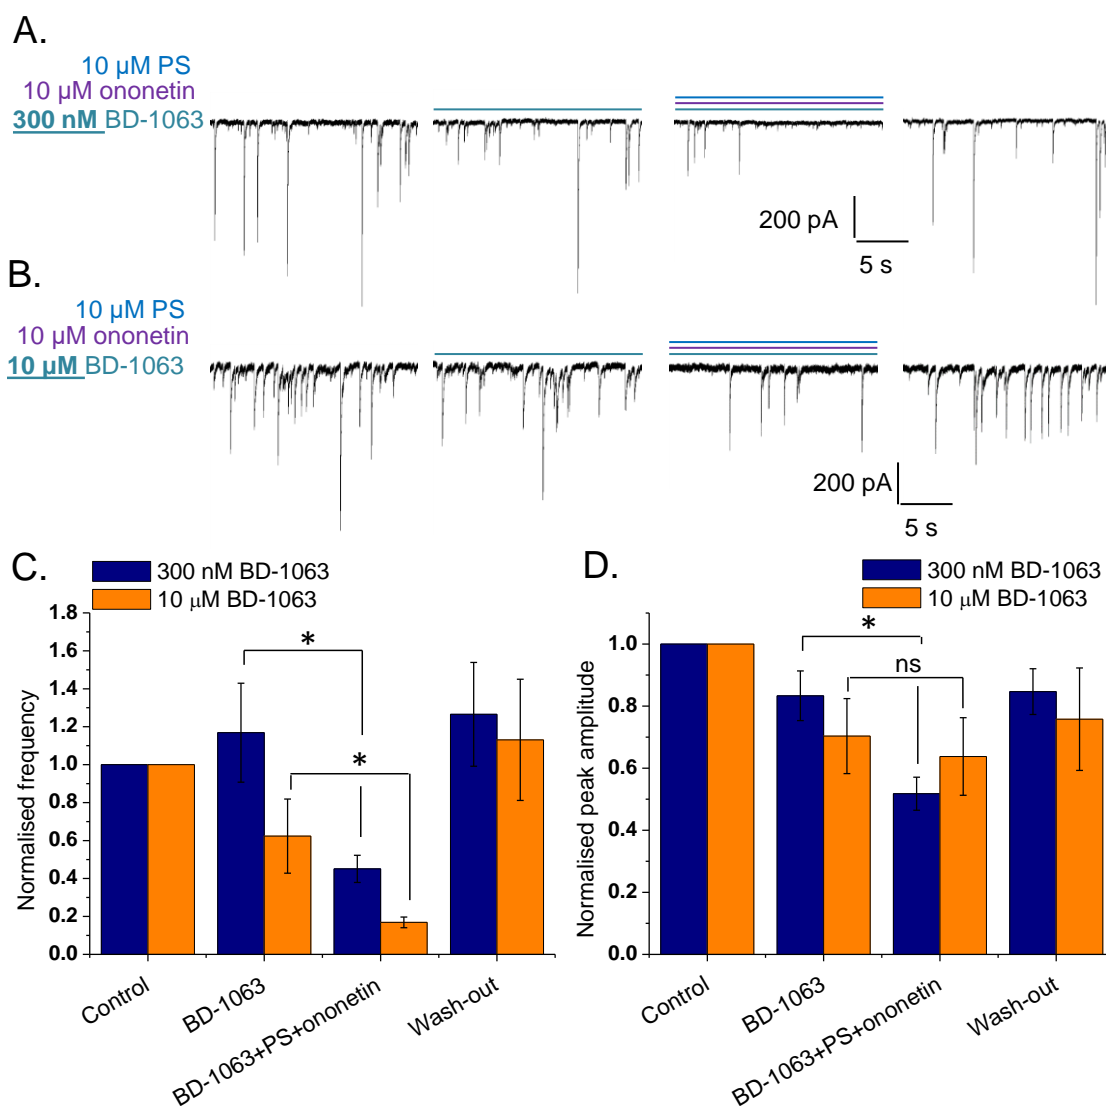 A.
10 µM PS
10 µM ononetin
300 nM BD-1063
200 pA
5 s
B.
10 µM PS
10 µM ononetin
10 µM BD-1063
200 pA
5 s
C.
300 nM BD-1063
10 µM BD-1063
Normalised frequency
1.8
1.6
1.4
1.2
1.0
0.8
0.6
0.4
0.2
0.0
*
*
Control
BD-1063
BD-1063+PS+ononetin
Wash-out
D.
300 nM BD-1063
10 µM BD-1063
Normalised peak amplitude
1.0
0.8
0.6
0.4
0.2
0.0
*
ns
Control
BD-1063
BD-1063+PS+ononetin
Wash-out